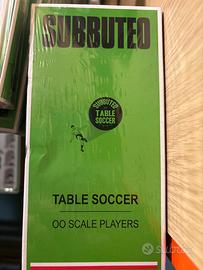 SUBBUTEO
SUBBUTEO
TABLE
SOCCER
TABLE SOCCER
OO SCALE PLAYERS